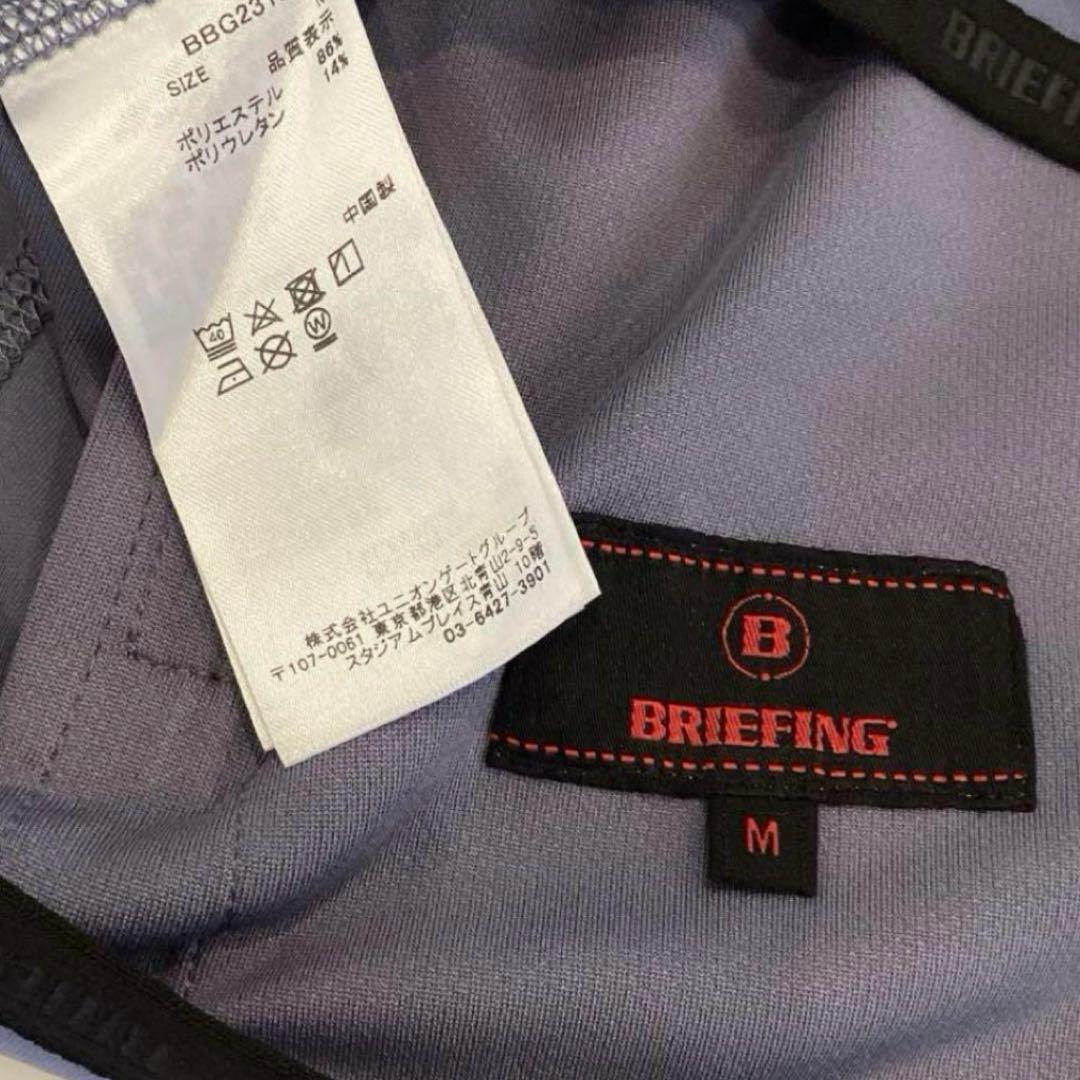 BBG231
SIZE
品質表示
ポリエステル 86%
ポリウレタン 14%
中国製
40
W
株式会社ユニオンゲートグループ
〒107-0061 東京都港区北青山2-9-5
スタジアムプレイス青山 10階
03-6427-3901
BRIEF
B
BRIEFING
M